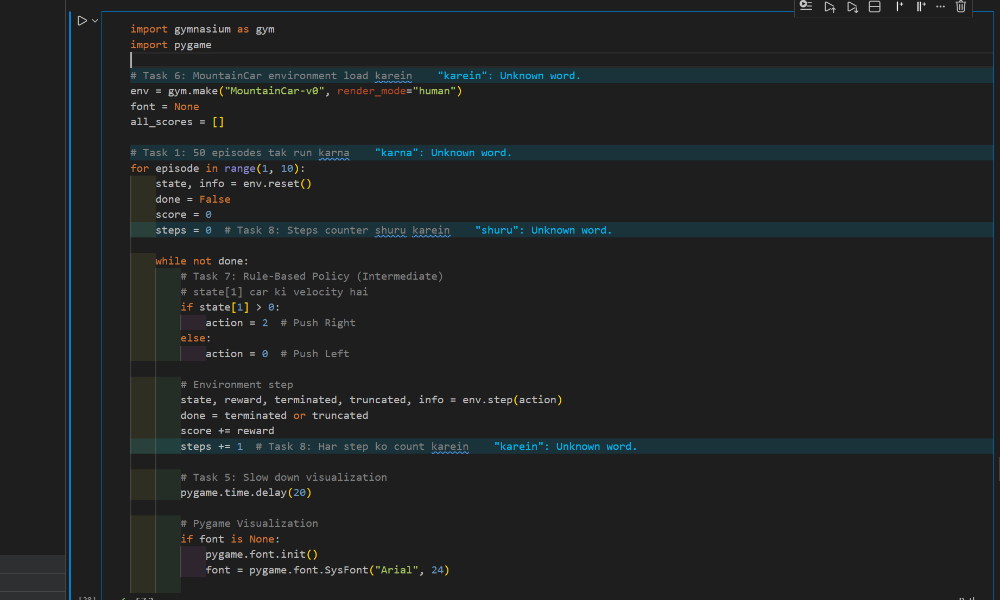 import gymnasium as gym
import pygame
# Task 6: MountainCar environment load karein    "karein": Unknown word.
env = gym.make("MountainCar-v0", render_mode="human")
font = None
all_scores = []
# Task 1: 50 episodes tak run karna    "karna": Unknown word.
for episode in range(1, 10):
    state, info = env.reset()
    done = False
    score = 0
    steps = 0  # Task 8: Steps counter shuru karein    "shuru": Unknown word.
    while not done:
        # Task 7: Rule-Based Policy (Intermediate)
        # state[1] car ki velocity hai
        if state[1] > 0:
            action = 2  # Push Right
        else:
            action = 0  # Push Left
        # Environment step
        state, reward, terminated, truncated, info = env.step(action)
        done = terminated or truncated
        score += reward
        steps += 1  # Task 8: Har step ko count karein    "karein": Unknown word.
        # Task 5: Slow down visualization
        pygame.time.delay(20)
        # Pygame Visualization
        if font is None:
            pygame.font.init()
            font = pygame.font.SysFont("Arial", 24)